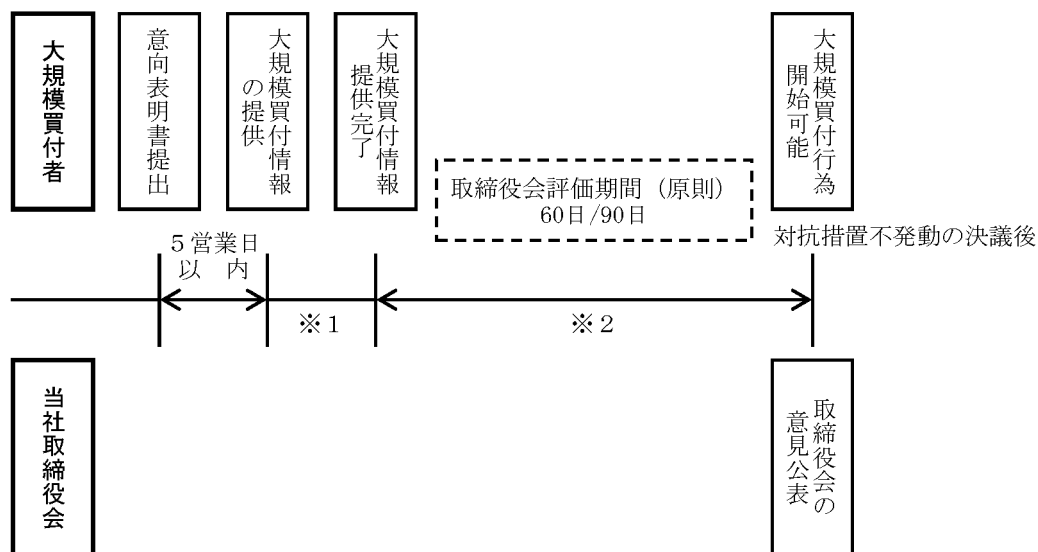 大規模買付者
意向表明書提出
大規模買付情報
の提供
大規模買付情報
提供完了
取締役会評価期間（原則）
60日/90日
大規模買付行為
開始可能
対抗措置不発動の決議後
５営業日
以　内
※１
※２
当社取締役会
取締役会の
意見公表